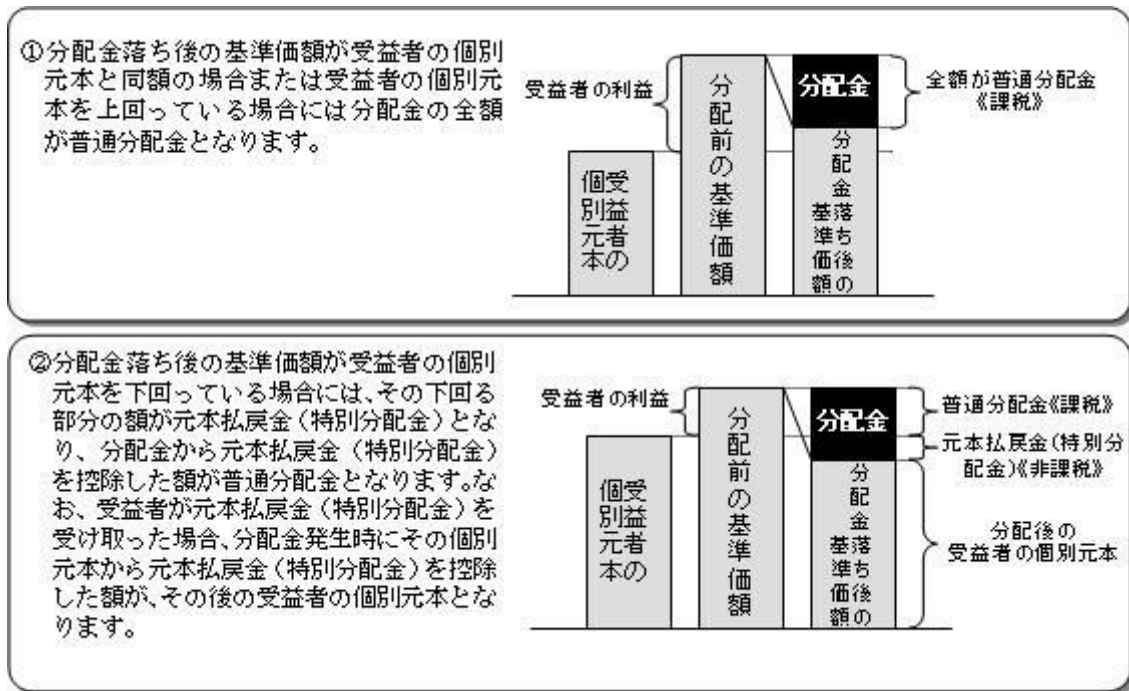 ①分配金落ち後の基準価額が受益者の個別
元本と同額の場合または受益者の個別元
本を上回っている場合には分配金の全額
が普通分配金となります。
受益者の利益
受益者の
個別元本
分配前の基準価額
分配金
分配金落ち後の
基準価額
全額が普通分配金
《課税》
②分配金落ち後の基準価額が受益者の個別
元本を下回っている場合には、その下回る
部分の額が元本払戻金（特別分配金）とな
り、分配金から元本払戻金（特別分配金）
を控除した額が普通分配金となります。な
お、受益者が元本払戻金（特別分配金）を
受け取った場合、分配金発生時にその個別
元本から元本払戻金（特別分配金）を控除
した額が、その後の受益者の個別元本とな
ります。
受益者の利益
受益者の
個別元本
分配前の基準価額
分配金
分配金落ち後の
基準価額
普通分配金《課税》
元本払戻金（特別分
配金）《非課税》
分配後の
受益者の個別元本